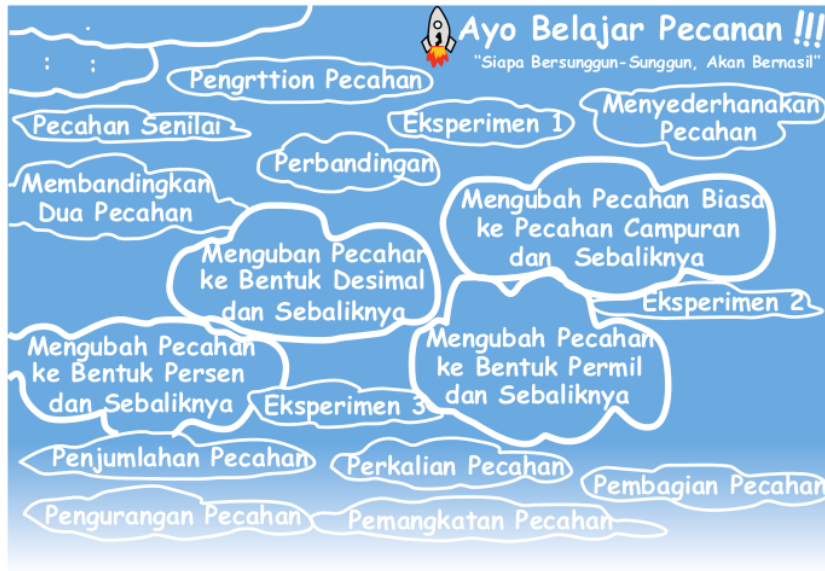 Ayo Belajar Pecanan !!!
"Siapa Bersunggun-Sunggun, Akan Bernasil"
Pengrttion Pecahan
Menyederhanakan
Pecahan
Pecahan Senilai
Eksperimen 1
Perbandingan
Membandingkan
Dua Pecahan
Mengubah Pecahan Biasa
ke Pecahan Campuran
dan Sebaliknya
Menguban Pecahan
ke Bentuk Desimal
dan Sebaliknya
Eksperimen 2
Mengubah Pecahan
ke Bentuk Persen
dan Sebaliknya
Mengubah Pecahan
ke Bentuk Permil
dan Sebaliknya
Eksperimen 3
Penjumlahan Pecahan
Perkalian Pecahan
Pembagian Pecahan
Pengurangan Pecahan
Pemangkatan Pecahan